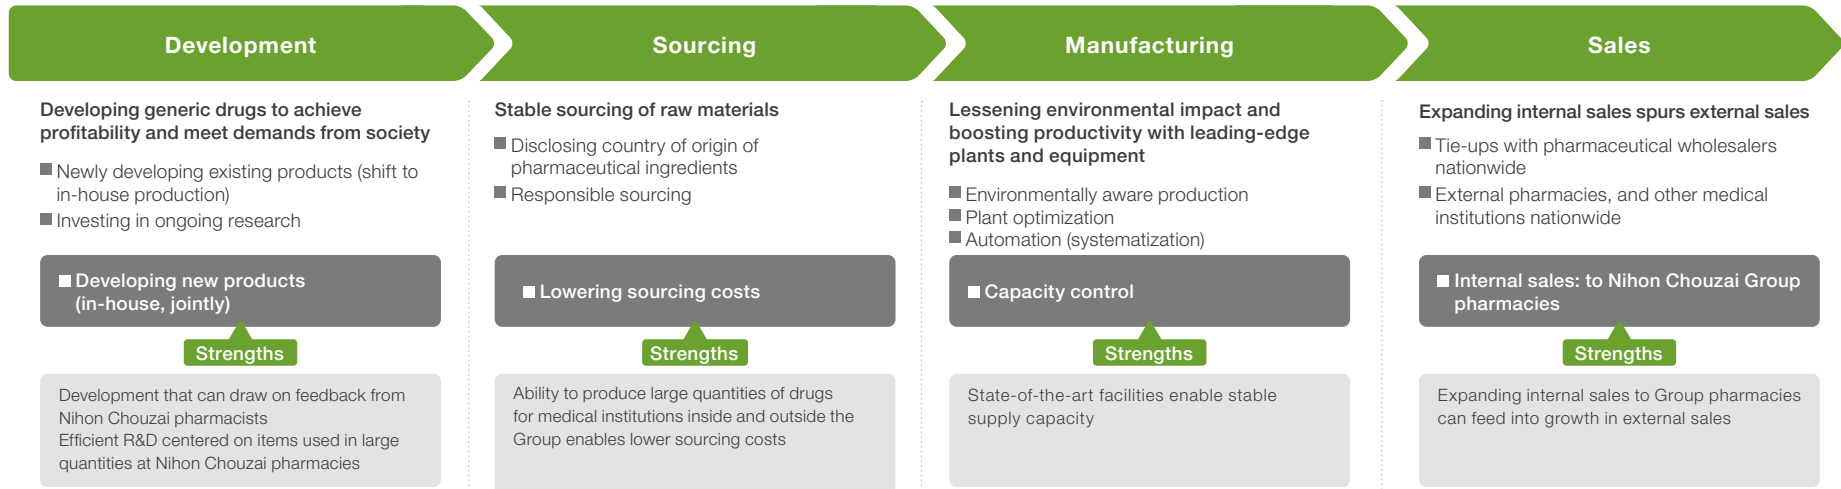 Development
Sourcing
Manufacturing
Sales
Developing generic drugs to achieve
profitability and meet demands from society
Newly developing existing products (shift to
in-house production)
Investing in ongoing research
Developing new products
(in-house, jointly)
Strengths
Development that can draw on feedback from
Nihon Chouzai pharmacists
Efficient R&D centered on items used in large
quantities at Nihon Chouzai pharmacies
Stable sourcing of raw materials
Disclosing country of origin of
pharmaceutical ingredients
Responsible sourcing
Lowering sourcing costs
Strengths
Ability to produce large quantities of drugs
for medical institutions inside and outside the
Group enables lower sourcing costs
Lessening environmental impact and
boosting productivity with leading-edge
plants and equipment
Environmentally aware production
Plant optimization
Automation (systematization)
Capacity control
Strengths
State-of-the-art facilities enable stable
supply capacity
Expanding internal sales spurs external sales
Tie-ups with pharmaceutical wholesalers
nationwide
External pharmacies, and other medical
institutions nationwide
Internal sales: to Nihon Chouzai Group
pharmacies
Strengths
Expanding internal sales to Group pharmacies
can feed into growth in external sales